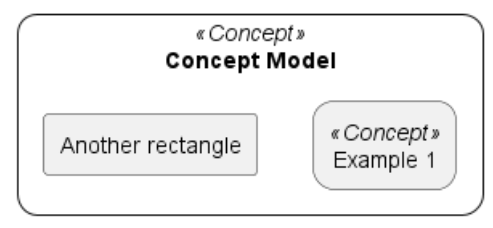 «Concept»
Concept Model
Another rectangle
«Concept»
Example 1